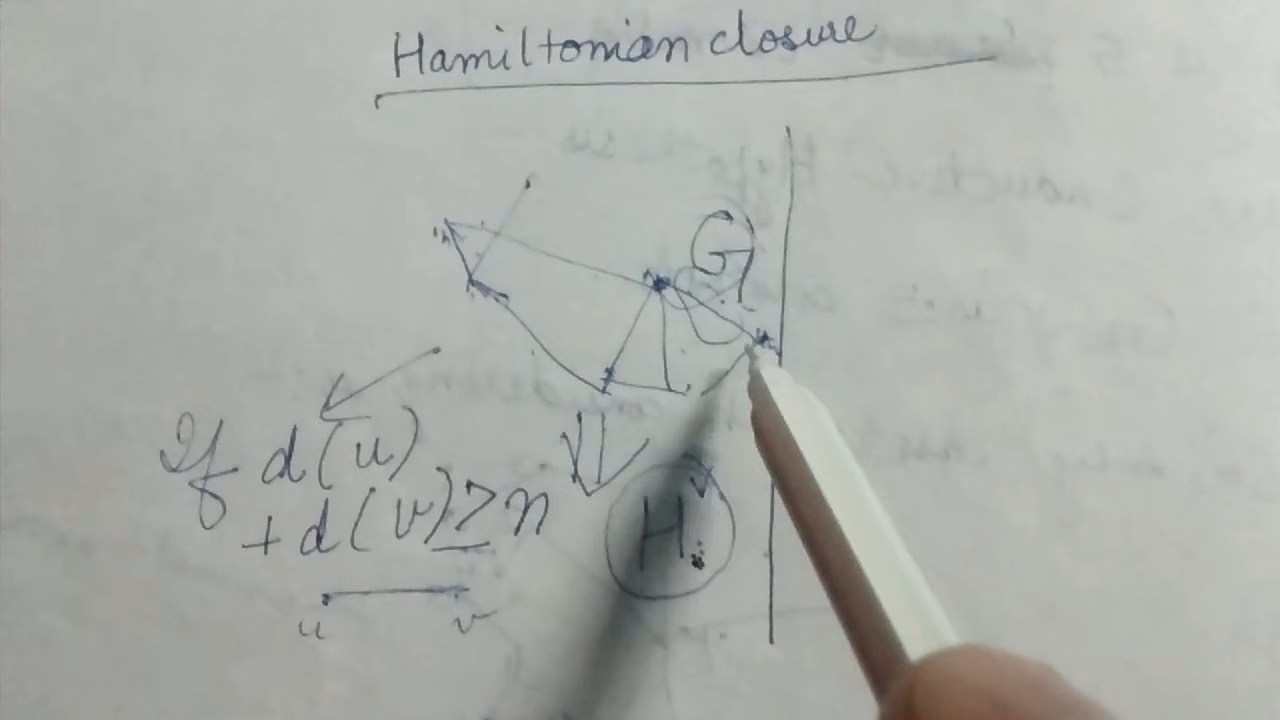 Hamiltonian closure
G
If d(u)
+ d(v) ≥ n
H
u v